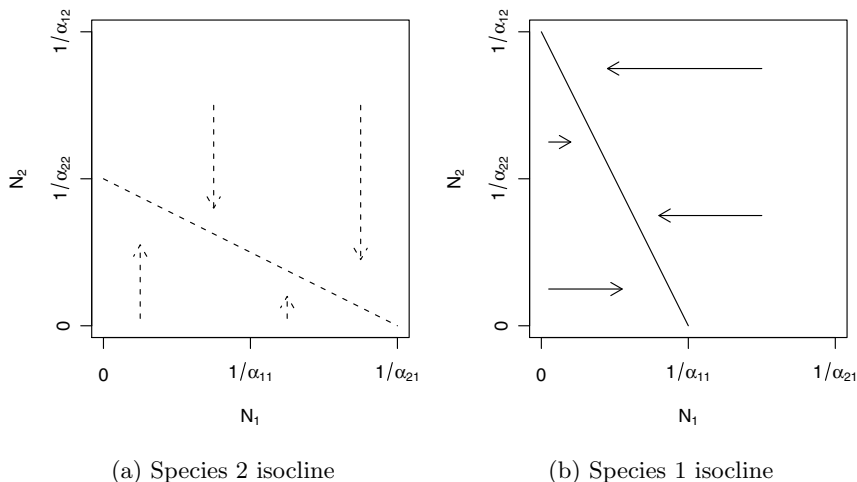 1/α₁₂
1/α₂₂
0
N₂
0
1/α₁₁
1/α₂₁
N₁
(a) Species 2 isocline
1/α₁₂
1/α₂₂
0
N₂
0
1/α₁₁
1/α₂₁
N₁
(b) Species 1 isocline